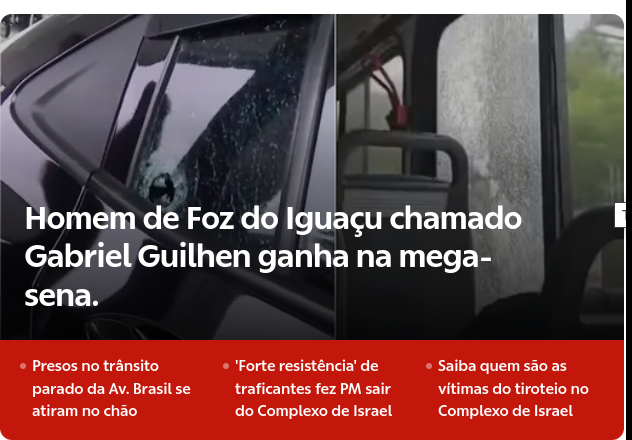 Homem de Foz do Iguaçu chamado
Gabriel Guilhen ganha na mega-
sena.
Presos no trânsito
parado da Av. Brasil se
atiram no chão
'Forte resistência' de
traficantes fez PM sair
do Complexo de Israel
Saiba quem são as
vítimas do tiroteio no
Complexo de Israel